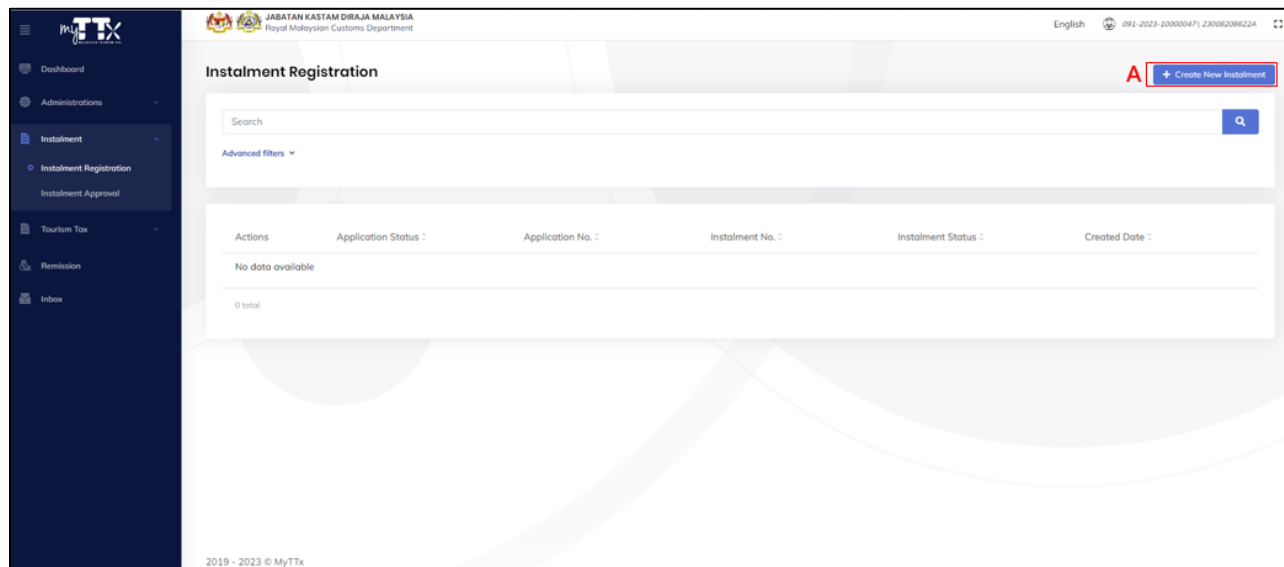 myTTx
JABATAN KASTAM DIRAJA MALAYSIA
Royal Malaysian Customs Department
English 091-2023-10000047| 23008208622A
Dashboard
Administrations
Instalment
Instalment Registration
Instalment Approval
Tourism Tax
Remission
Inbox
Instalment Registration
A + Create New Instalment
Search
Advanced filters
Actions Application Status Application No. Instalment No. Instalment Status Created Date
No data available
0 total
2019 - 2023 © MyTTx